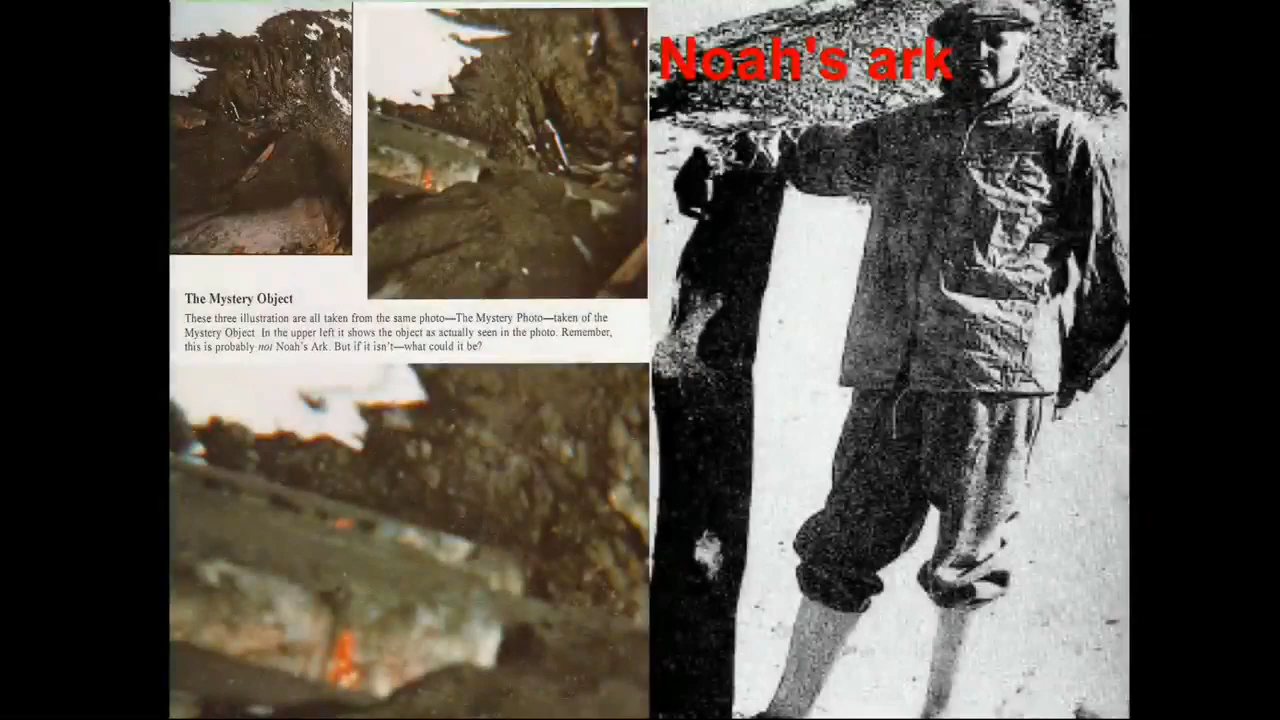 Noah's ark
The Mystery Object
These three illustration are all taken from the same photo—The Mystery Photo—taken of the
Mystery Object. In the upper left it shows the object as actually seen in the photo. Remember,
this is probably not Noah's Ark. But if it isn't—what could it be?